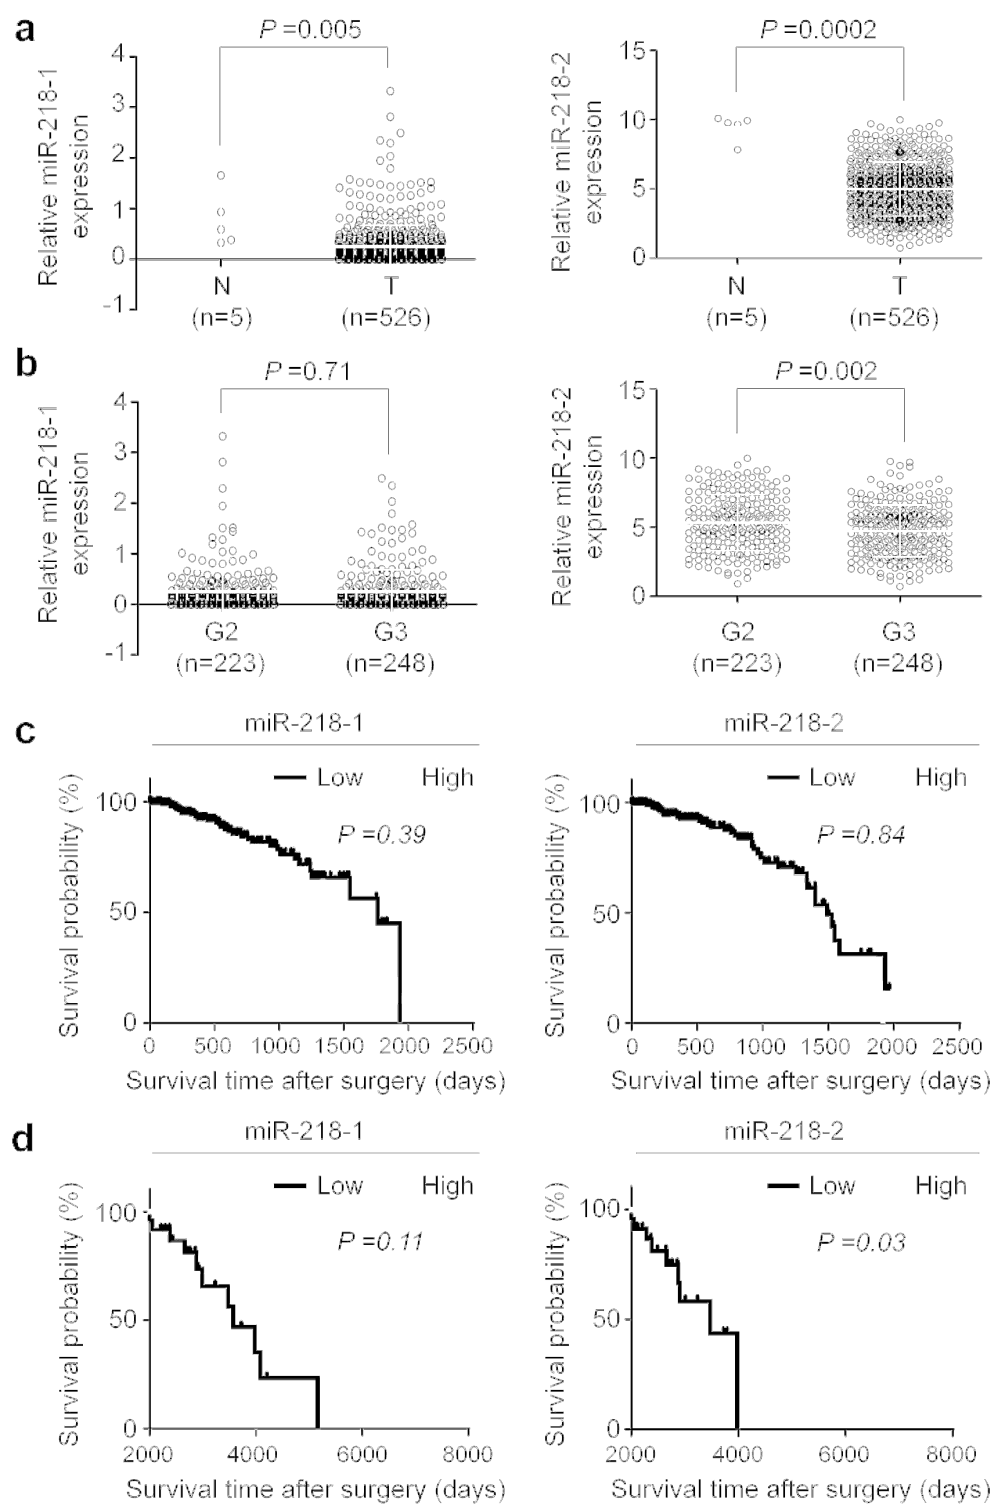 a
P =0.005
Relative miR-218-1
expression
4
3
2
1
0
-1
N
T
(n=5)
(n=526)
P =0.0002
Relative miR-218-2
expression
15
10
5
0
N
T
(n=5)
(n=526)
b
P =0.71
Relative miR-218-1
expression
4
3
2
1
0
-1
G2
G3
(n=223)
(n=248)
P =0.002
Relative miR-218-2
expression
15
10
5
0
G2
G3
(n=223)
(n=248)
c
miR-218-1
Low High
P =0.39
Survival probability (%)
100
50
0
0 500 1000 1500 2000 2500
Survival time after surgery (days)
miR-218-2
Low High
P =0.84
Survival probability (%)
100
50
0
0 500 1000 1500 2000 2500
Survival time after surgery (days)
d
miR-218-1
Low High
P =0.11
Survival probability (%)
100
50
0
2000 4000 6000 8000
Survival time after surgery (days)
miR-218-2
Low High
P =0.03
Survival probability (%)
100
50
0
2000 4000 6000 8000
Survival time after surgery (days)